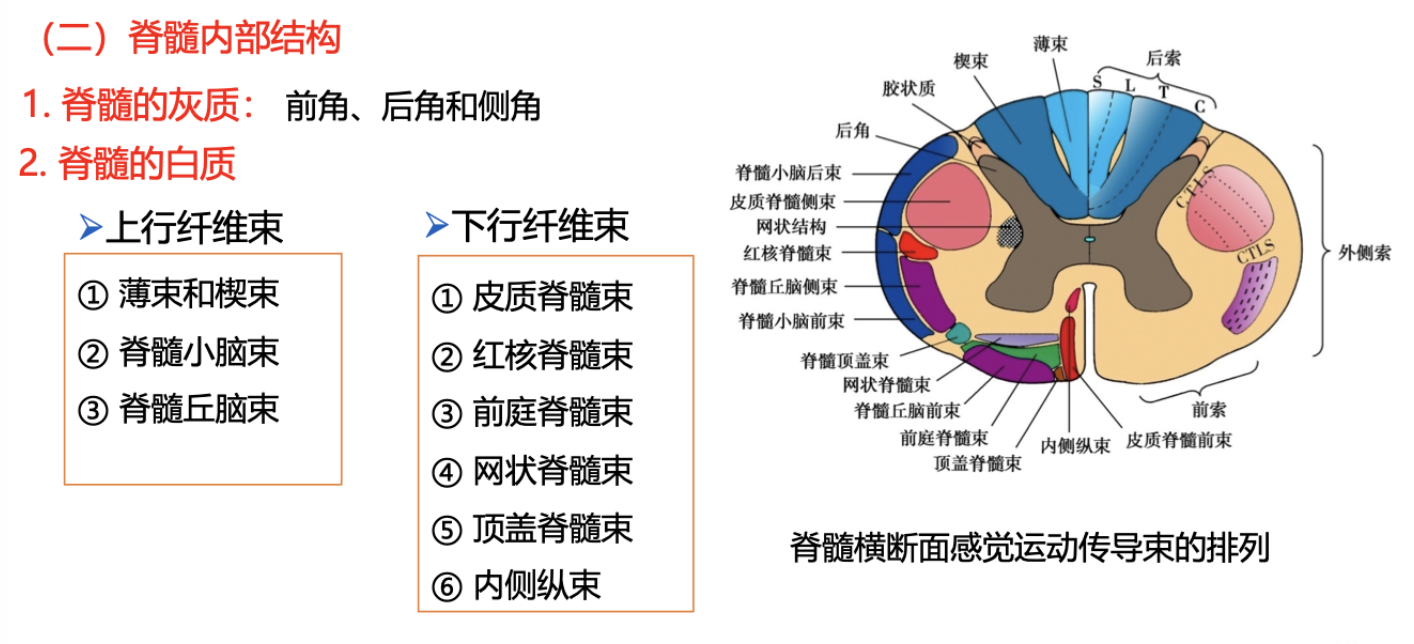 （二）脊髓内部结构
1. 脊髓的灰质： 前角、后角和侧角
2. 脊髓的白质
上行纤维束
① 薄束和楔束
② 脊髓小脑束
③ 脊髓丘脑束
下行纤维束
① 皮质脊髓束
② 红核脊髓束
③ 前庭脊髓束
④ 网状脊髓束
⑤ 顶盖脊髓束
⑥ 内侧纵束
薄束
楔束
胶状质
后角
脊髓小脑后束
皮质脊髓侧束
网状结构
红核脊髓束
脊髓丘脑侧束
脊髓小脑前束
脊髓顶盖束
网状脊髓束
脊髓丘脑前束
前庭脊髓束
顶盖脊髓束
内侧纵束
皮质脊髓前束
前索
外侧索
后索
S L T C
C T L S
CTLS
脊髓横断面感觉运动传导束的排列